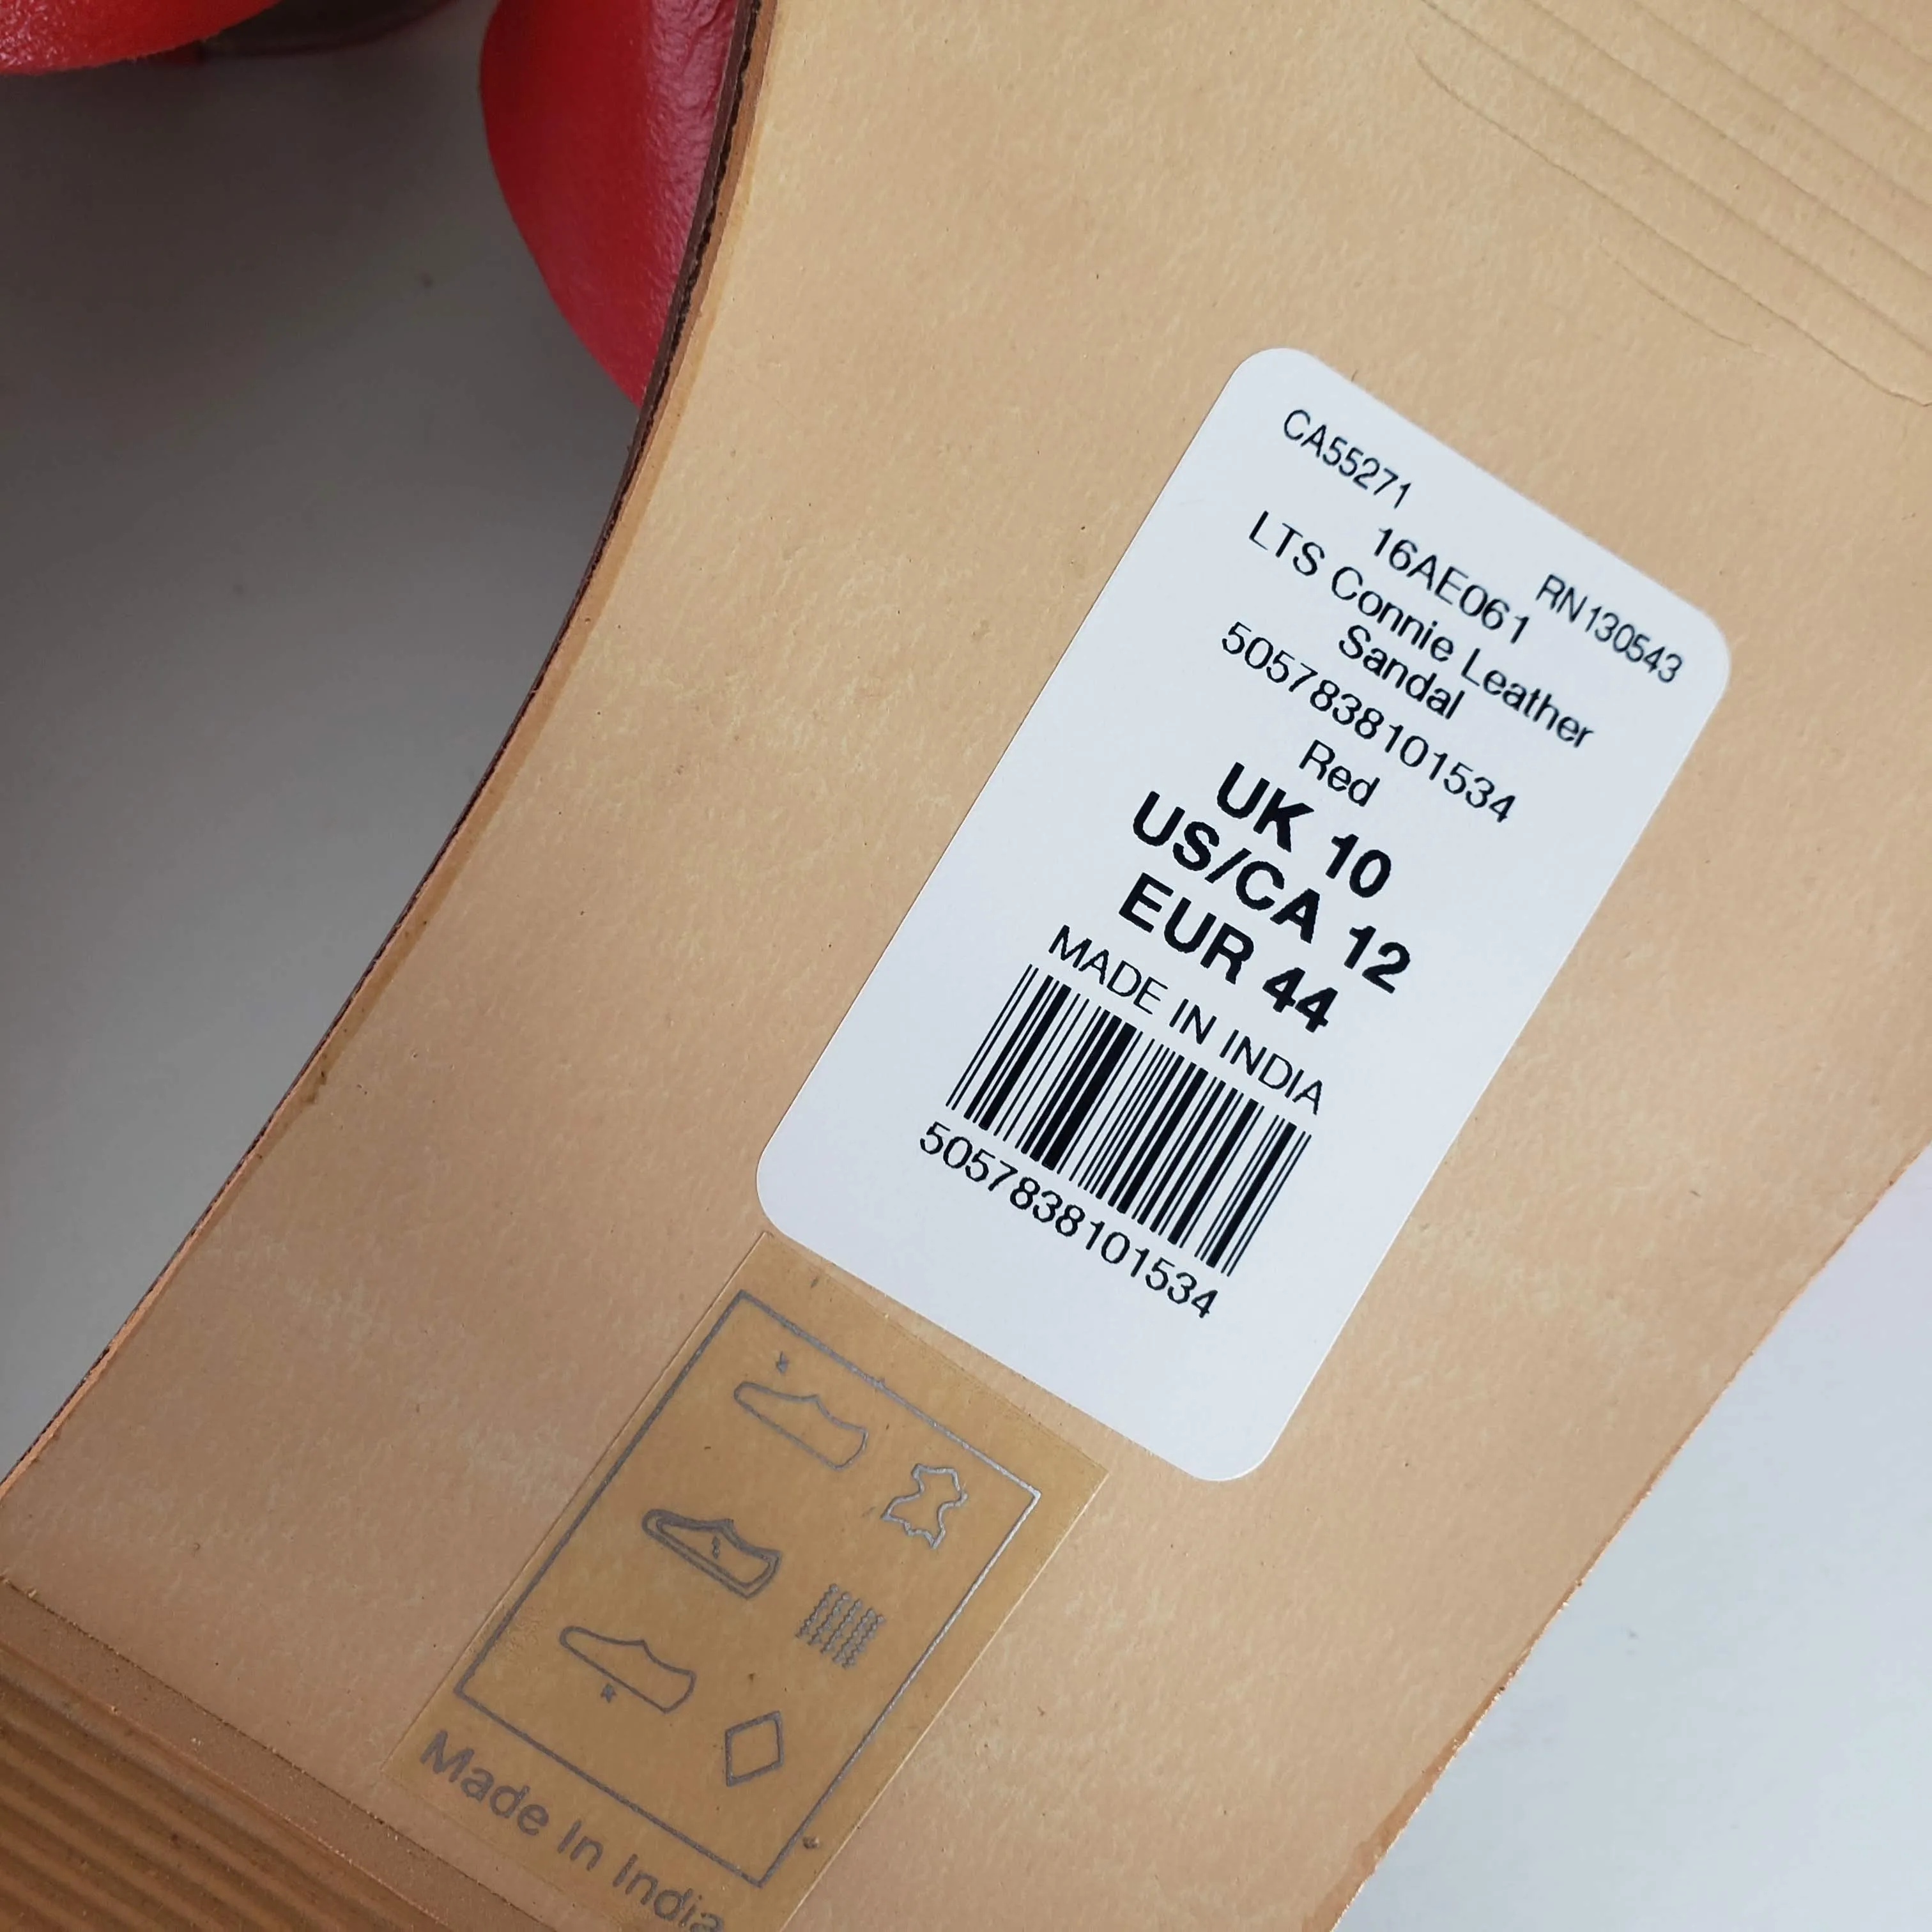 CA55271
RN130543
16AE061
LTS Connie Leather
Sandal
5057838101534
Red
UK 10
US/CA 12
EUR 44
MADE IN INDIA
5057838101534
Made In India